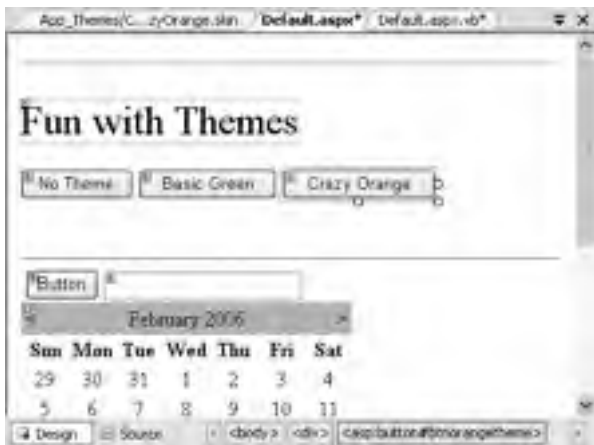 App_Themes/C...zyOrange.skin Default.aspx* Default.aspx.vb*
Fun with Themes
No Theme Basic Green Crazy Orange
Button
< February 2006 >
Sun Mon Tue Wed Thu Fri Sat
29 30 31 1 2 3 4
5 6 7 8 9 10 11
Design Source <body> <div> <asp:button#btnorangetheme>